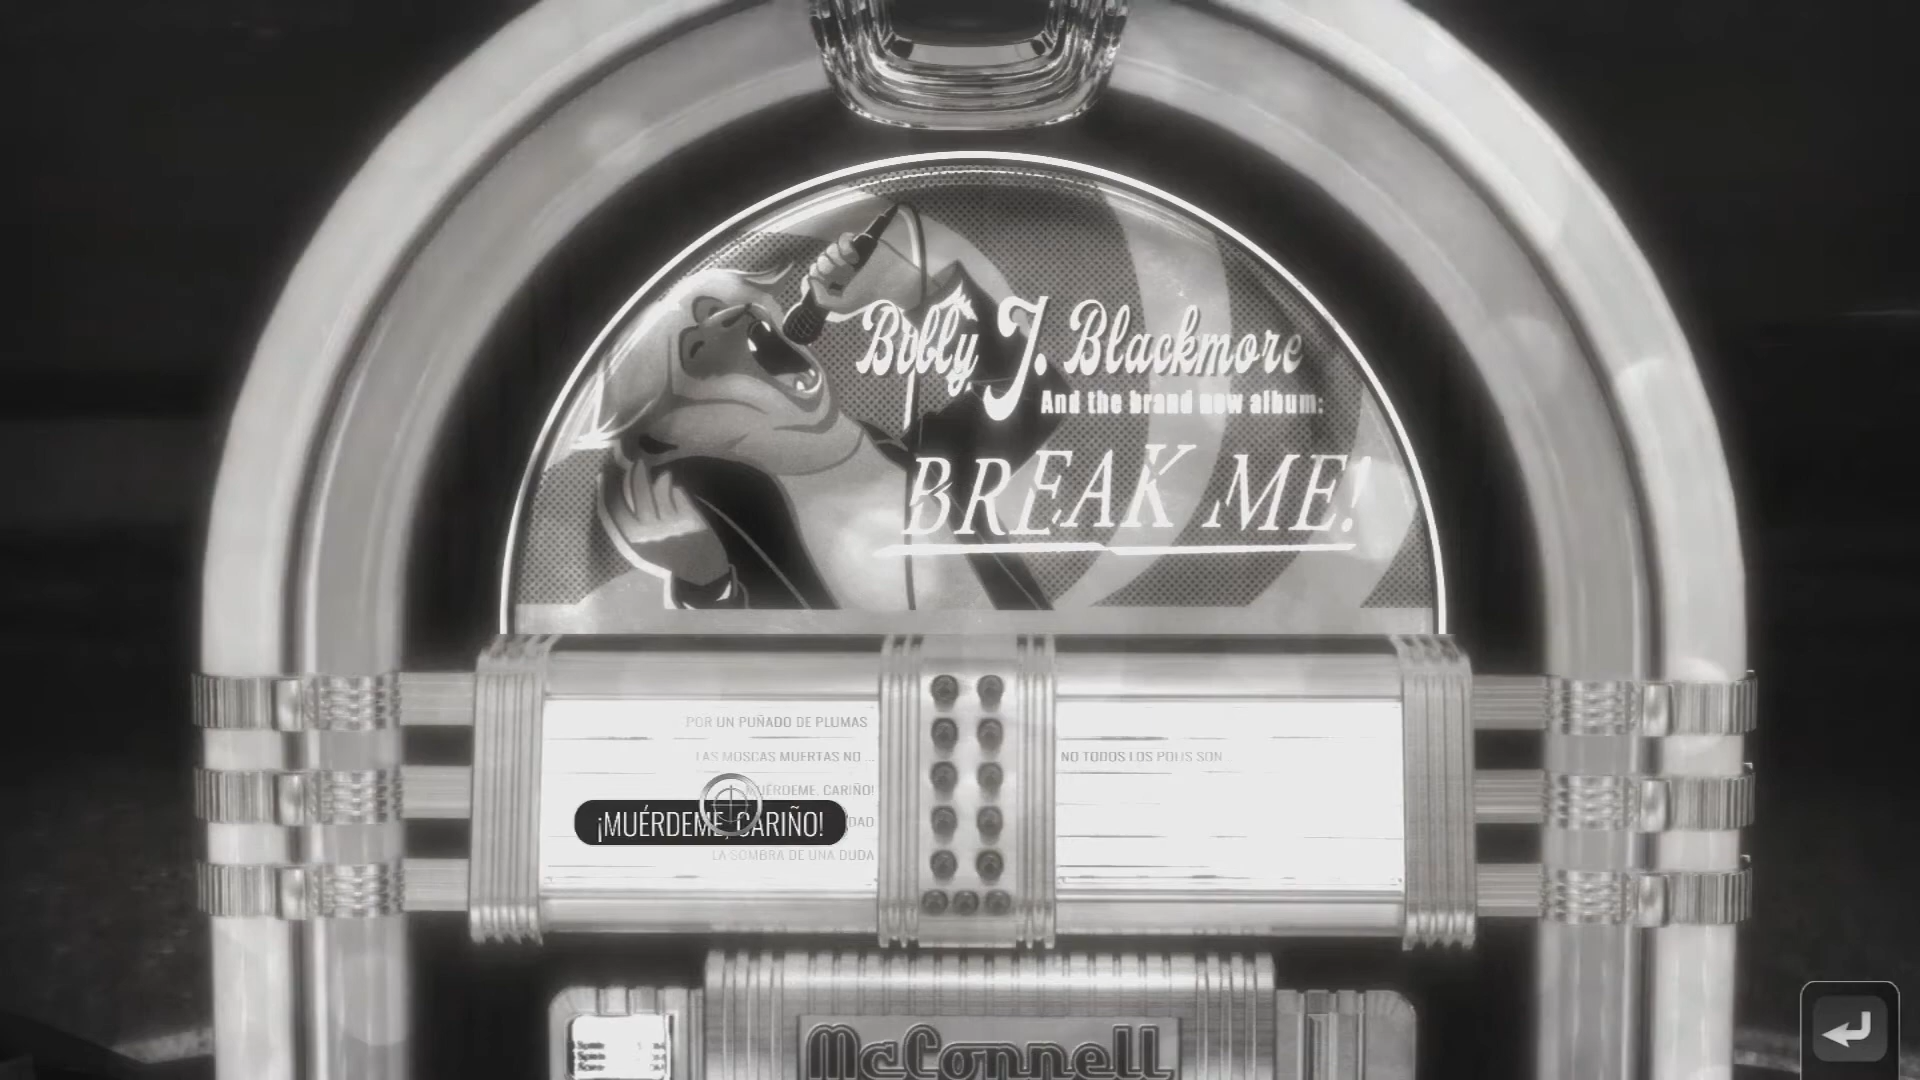 Billy J. Blackmore
And the brand new album:
BREAK ME!
POR UN PUÑADO DE PLUMAS
LAS MOSCAS MUERTAS NO ...
NO TODOS LOS POLIS SON...
MUÉRDEME, CARIÑO!
¡MUÉRDEME, CARIÑO!
LA SOMBRA DE UNA DUDA
McConnell